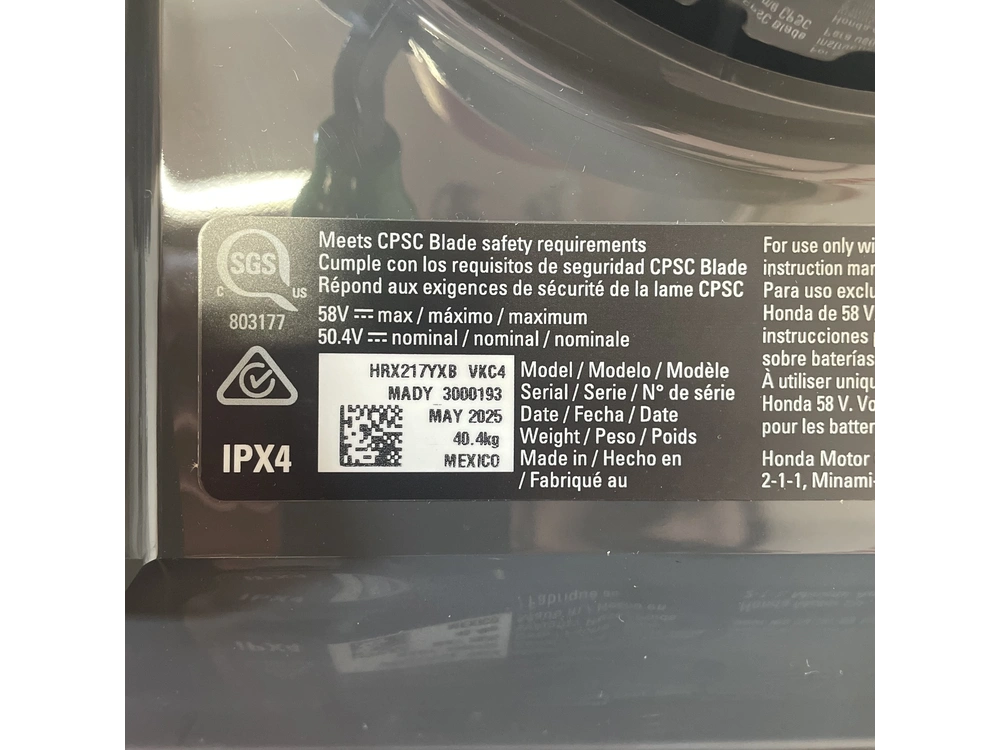 SGS
C US
803177
IPX4
Meets CPSC Blade safety requirements
Cumple con los requisitos de seguridad CPSC Blade
Répond aux exigences de sécurité de la lame CPSC
58V max / máximo / maximum
50.4V nominal / nominal / nominale
HRX217YXB VKC4 Model / Modelo / Modèle
MADY 3000193 Serial / Serie / N° de série
MAY 2025 Date / Fecha / Date
40.4kg Weight / Peso / Poids
MEXICO Made in / Hecho en
/ Fabriqué au
For use only wi
instruction mar
Para uso exclu
Honda de 58 V
instrucciones
sobre baterías
À utiliser uniqu
Honda 58 V. Vo
pour les batter
Honda Motor
2-1-1, Minami-